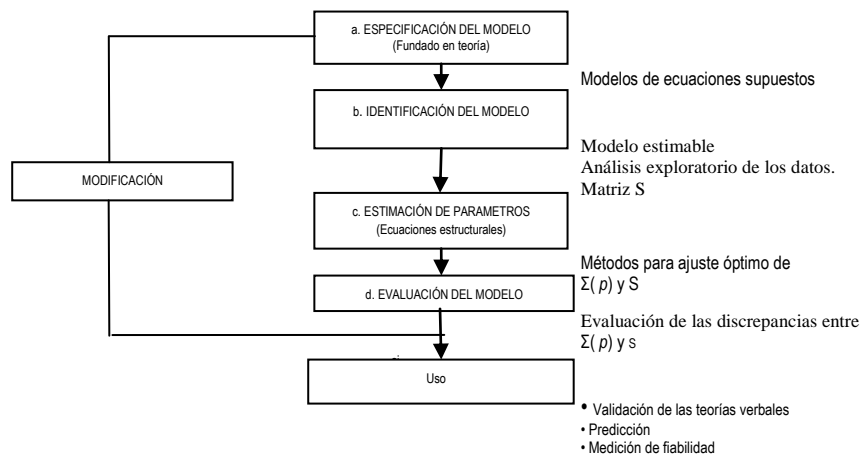 a. ESPECIFICACIÓN DEL MODELO
(Fundado en teoría)
Modelos de ecuaciones supuestos
b. IDENTIFICACIÓN DEL MODELO
Modelo estimable
Análisis exploratorio de los datos.
Matriz S
MODIFICACIÓN
c. ESTIMACIÓN DE PARAMETROS
(Ecuaciones estructurales)
Métodos para ajuste óptimo de
Σ( p) y S
d. EVALUACIÓN DEL MODELO
Evaluación de las discrepancias entre
Σ( p) y s
Uso
• Validación de las teorías verbales
• Predicción
• Medición de fiabilidad